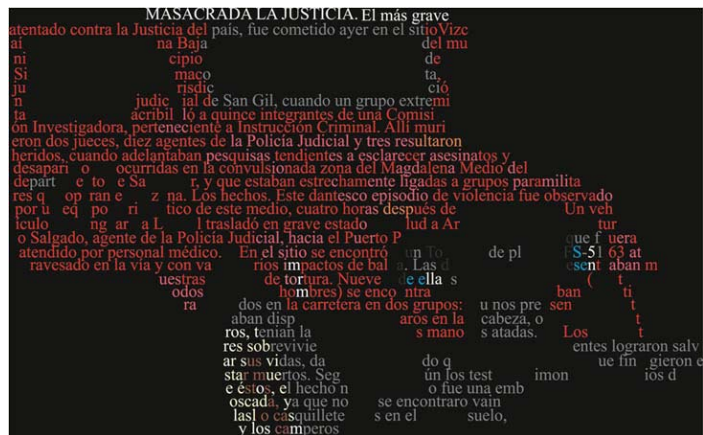 MASACRADA LA JUSTICIA. El más grave
atentado contra la Justicia del país, fue cometido ayer en el sitioVizc
aí na Baja del mu
ni cipio de
Si maco ta,
ju risdic ció
n judic ial de San Gil, cuando un grupo extremi
ta acribil ló a quince integrantes de una Comisi
ón Investigadora, perteneciente a Instrucción Criminal. Allí muri
eron dos jueces, diez agentes de la Policía Judicial y tres resultaron
heridos, cuando adelantaban pesquisas tendientes a esclarecer asesinatos y
desapari o ocurridas en la convulsionada zona del Magdalena Medio del
depart e to e Sa r, y que estaban estrechamente ligadas a grupos paramilita
res q op ran e z na. Los hechos. Este dantesco episodio de violencia fue observado
por u eq po ri tico de este medio, cuatro horas después de Un veh
ículo ng ar a L l trasladó en grave estado lud a Ar tur
o Salgado, agente de la Policía Judicial, hacia el Puerto P que f uera
atendido por personal médico. En el sitio se encontró un To de pl FS-51 63 at
ravesado en la vía y con va rios impactos de bal a. Las d esent aban m
uestras de tortura. Nueve de ella s ( t
odos hombres) se enco ntra ban ti
ra dos en la carretera en dos grupos: u nos pre sen t
aban disp aros en la cabeza, o t
ros, tenían la s mano s atadas. Los t
res sobrevivie entes lograron salv
ar sus vidas, da do q ue fin gieron e
star muertos. Seg ún los test imon ios d
e éstos, el hecho n o fue una emb
oscada, ya que no se encontraro vain
lasl o casquillete s en el suelo,
y los camperos